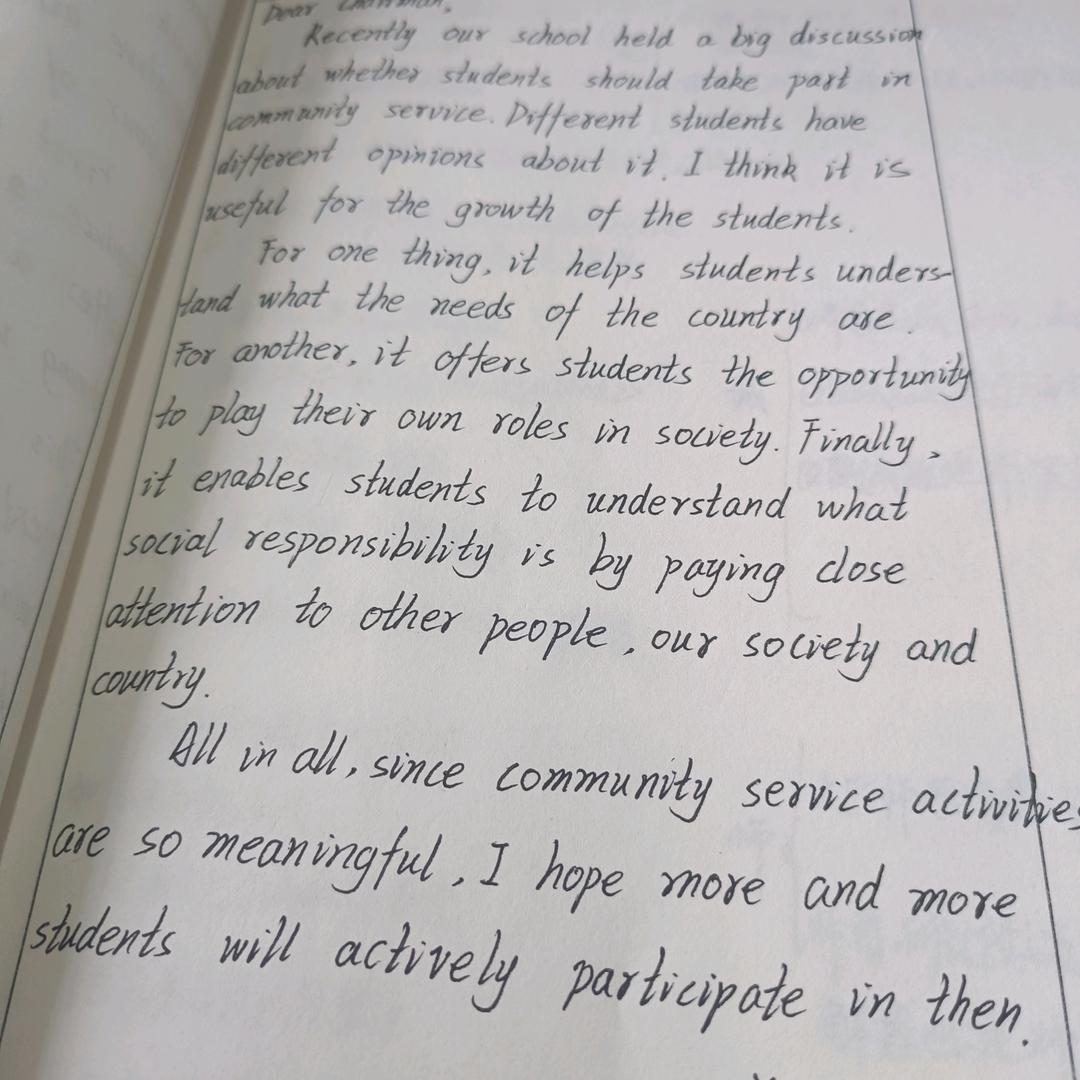 Dear Chairman,
Recently our school held a big discussion
about whether students should take part in
community service. Different students have
different opinions about it. I think it is
useful for the growth of the students.
For one thing, it helps students unders-
tand what the needs of the country are.
For another, it offers students the opportunity
to play their own roles in society. Finally,
it enables students to understand what
social responsibility is by paying close
attention to other people, our society and
country.
All in all, since community service activities
are so meaningful, I hope more and more
students will actively participate in then.